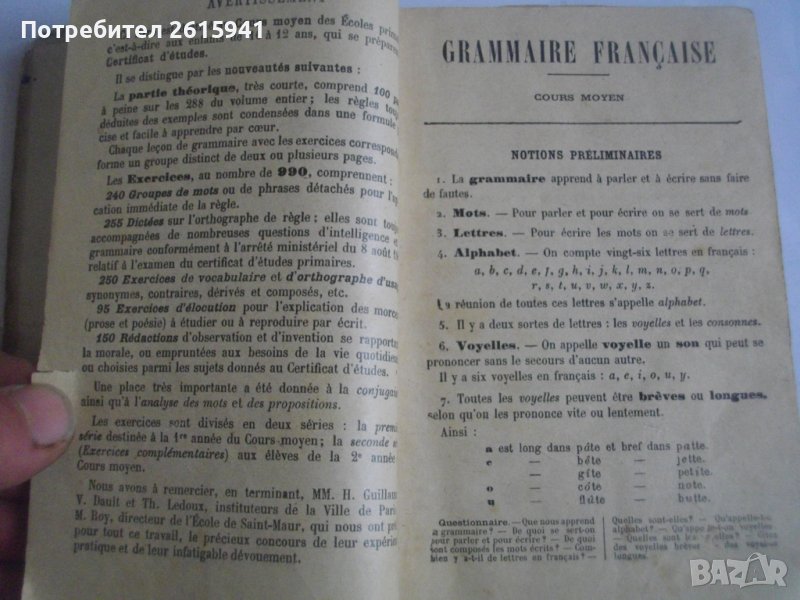 Потребител 2615941
AVERTISSEMENT
Cours moyen des Écoles
c'est-à-dire aux enfants à 12 ans, qui se
Certificat d'études.
Il se distingue par les nouveautés suivantes :
La partie théorique, très courte, comprend 100
à peine sur les 288 du volume entier ; les règles
déduites des exemples sont condensées dans une formule
cise et facile à apprendre par cœur.
Chaque leçon de grammaire avec les exercices
forme un groupe distinct de deux ou plusieurs pages.
Les Exercices, au nombre de 990, comprennent :
240 Groupes de mots ou de phrases détachés pour
cation immédiate de la règle.
255 Dictées sur l'orthographe de règle ; elles sont
accompagnées de nombreuses questions d'intelligence
grammaire conformément à l'arrêté ministériel du 8 août
relatif à l'examen du certificat d'études primaires.
250 Exercices de vocabulaire et d'orthographe
synonymes, contraires, dérivés et composés, etc.
95 Exercices d'élocution pour l'explication des
(prose et poésie) à étudier ou à reproduire par écrit.
150 Rédactions d'observation et d'invention se
la morale, ou empruntées aux besoins de la vie
ou choisies parmi les sujets donnés au Certificat d'études.
Une place très importante a été donnée à la
ainsi qu'à l'analyse des mots et des propositions.
Les exercices sont divisés en deux séries : la
série destinée à la 1re année du Cours moyen ; la seconde
(Exercices complémentaires) aux élèves de la 2e année
Cours moyen.
Nous avons à remercier, en terminant, MM. H.
V. Dault et Th. Ledoux, instituteurs de la Ville de
M. Roy, directeur de l'École de Saint-Maur, qui nous ont
pour tout ce travail, le précieux concours de leur
pratique et de leur infatigable dévouement.
GRAMMAIRE FRANÇAISE
COURS MOYEN
NOTIONS PRÉLIMINAIRES
1. La grammaire apprend à parler et à écrire sans faire
de fautes.
2. Mots. — Pour parler et pour écrire on se sert de mots
3. Lettres. — Pour écrire les mots on se sert de lettres.
4. Alphabet. — On compte vingt-six lettres en français :
a, b, c, d, e, f, g, h, i, j, k, l, m, n, o, p, q,
r, s, t, u, v, w, x, y, z.
La réunion de toutes ces lettres s'appelle alphabet.
5. Il y a deux sortes de lettres : les voyelles et les consonnes.
6. Voyelles. — On appelle voyelle un son qui peut se
prononcer sans le secours d'aucun autre.
Il y a six voyelles en français : a, e, i, o, u, y.
7. Toutes les voyelles peuvent être brèves ou longues,
selon qu'on les prononce vite ou lentement.
Ainsi :
a est long dans pâte et bref dans patte.
e — bête — jette.
— gîte — petite.
o — côte — note.
u — flûte — butte.
Questionnaire. — Que nous apprend
a grammaire? — De quoi se sert-on
pour parler et pour écrire? — De quoi
sont composés les mots écrits? — Com-
bien y a-t-il de lettres en français? —
Quelles sont-elles? — Qu'appelle-t-on
alphabet? — Qu'appelle-t-on voyelles?
— Quelles sont les voyelles? — Citez
des voyelles brèves — des voyelles
longues.
BAZAR